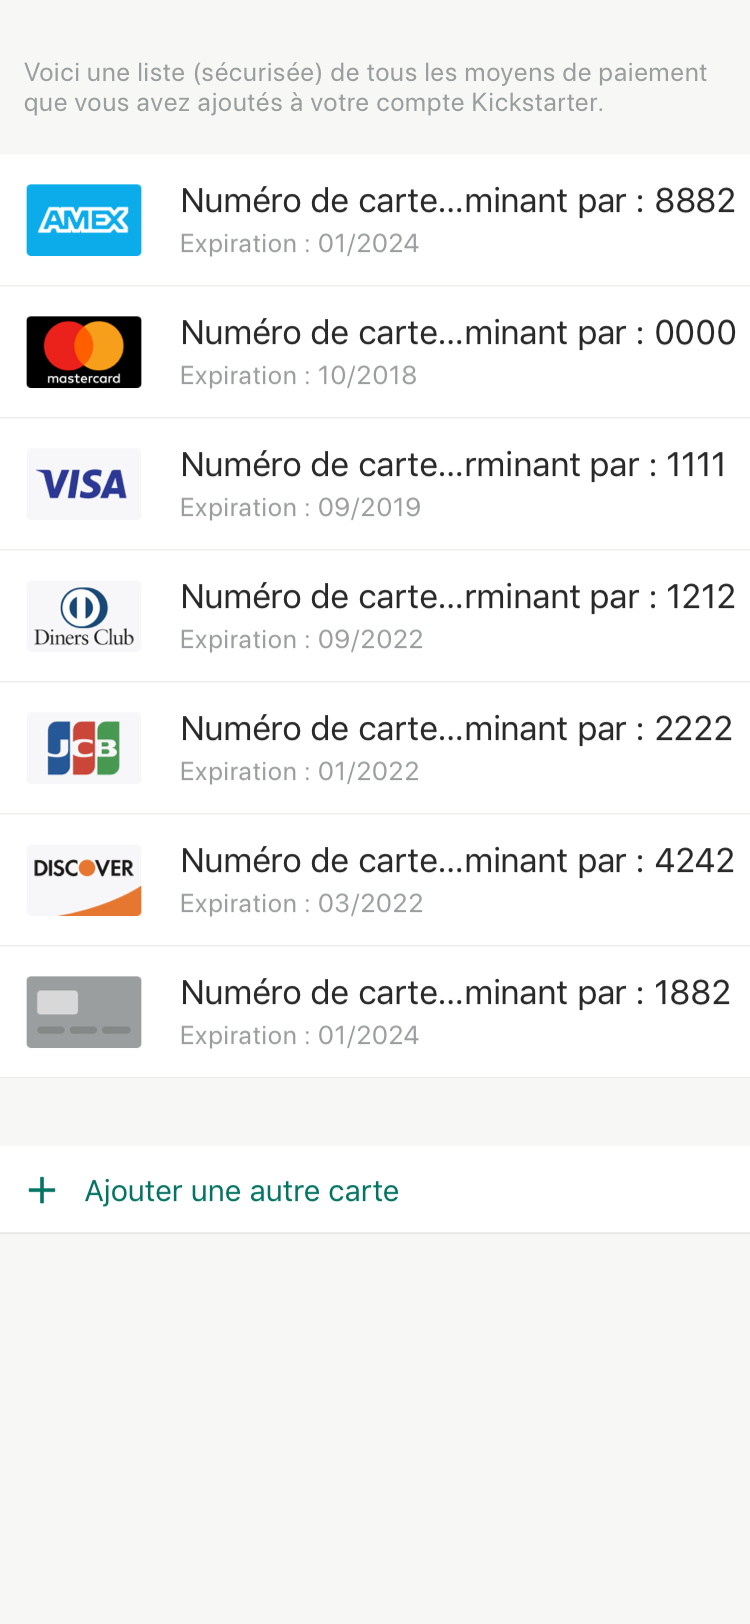 Voici une liste (sécurisée) de tous les moyens de paiement
que vous avez ajoutés à votre compte Kickstarter.
AMEX
Numéro de carte...minant par : 8882
Expiration : 01/2024
mastercard
Numéro de carte...minant par : 0000
Expiration : 10/2018
VISA
Numéro de carte...rminant par : 1111
Expiration : 09/2019
Diners Club
Numéro de carte...rminant par : 1212
Expiration : 09/2022
JCB
Numéro de carte...minant par : 2222
Expiration : 01/2022
DISCOVER
Numéro de carte...minant par : 4242
Expiration : 03/2022
Numéro de carte...minant par : 1882
Expiration : 01/2024
+ Ajouter une autre carte